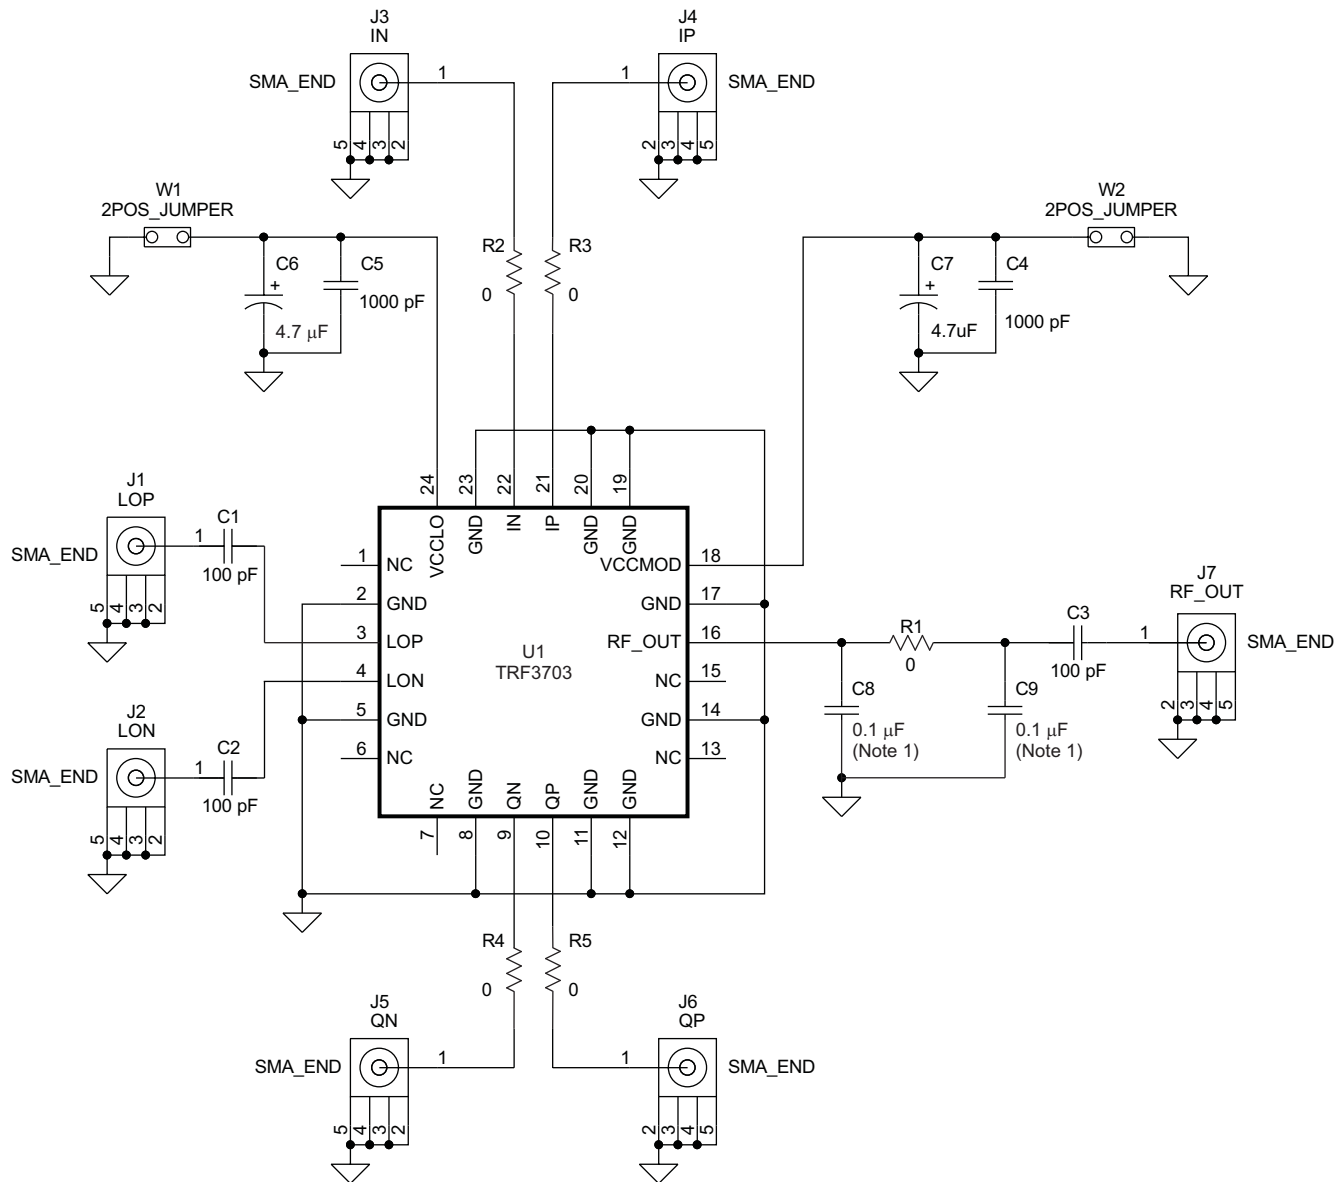 J3
IN
J4
IP
SMA_END
1
1
SMA_END
5
4
3
2
2
3
4
5
W1
2POS_JUMPER
W2
2POS_JUMPER
C6
+
4.7 µF
C5
1000 pF
R2
0
R3
0
C7
+
4.7uF
C4
1000 pF
24
23
22
21
20
19
VCCLO
GND
IN
IP
GND
GND
J1
LOP
SMA_END
1
C1
100 pF
5
4
3
2
1
NC
2
GND
3
LOP
4
LON
5
GND
6
NC
U1
TRF3703
VCCMOD
18
GND
17
RF_OUT
16
NC
15
GND
14
NC
13
R1
0
C3
100 pF
1
J7
RF_OUT
SMA_END
2
3
4
5
C8
0.1 µF
(Note 1)
C9
0.1 µF
(Note 1)
J2
LON
SMA_END
1
C2
100 pF
5
4
3
2
NC
GND
QN
QP
GND
GND
7
8
9
10
11
12
R4
0
R5
0
J5
QN
J6
QP
SMA_END
1
1
SMA_END
5
4
3
2
2
3
4
5